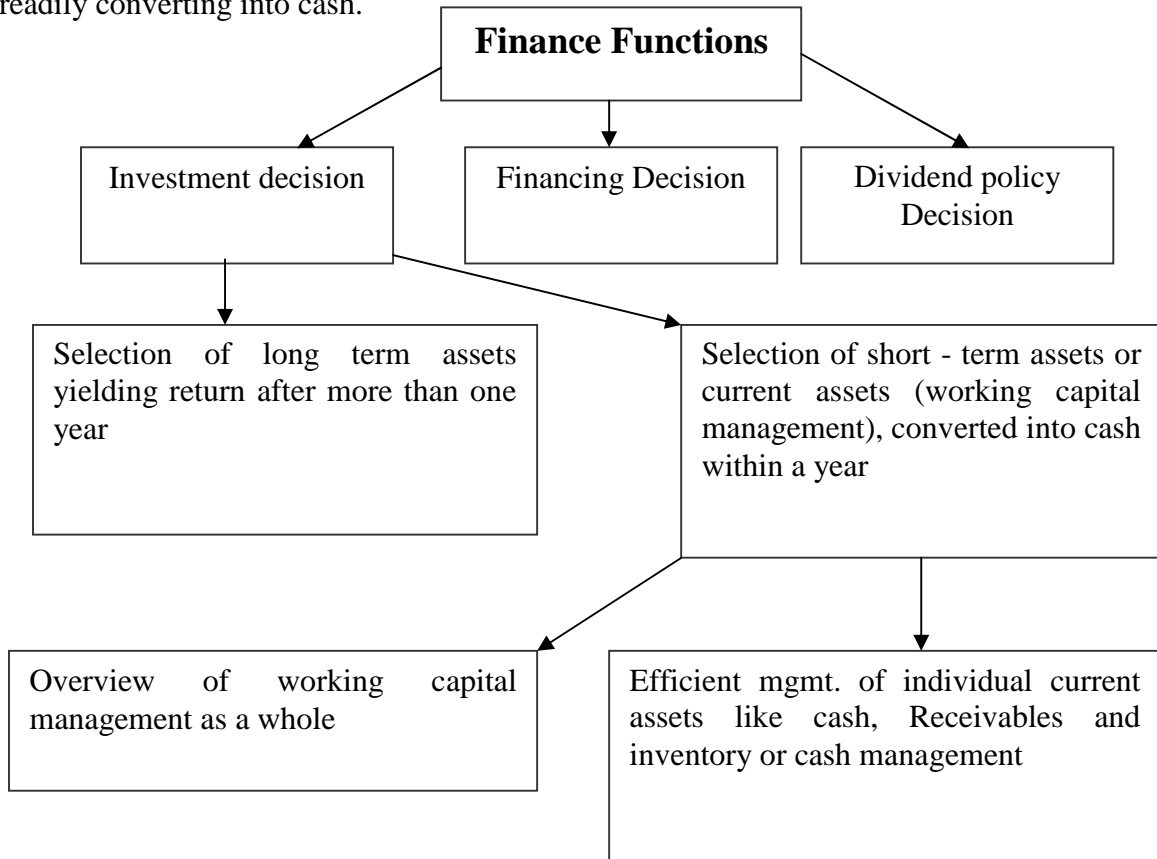 readily converting into cash.
Finance Functions
Investment decision
Financing Decision
Dividend policy
Decision
Selection of long term assets
yielding return after more than one
year
Selection of short - term assets or
current assets (working capital
management), converted into cash
within a year
Overview of working capital
management as a whole
Efficient mgmt. of individual current
assets like cash, Receivables and
inventory or cash management